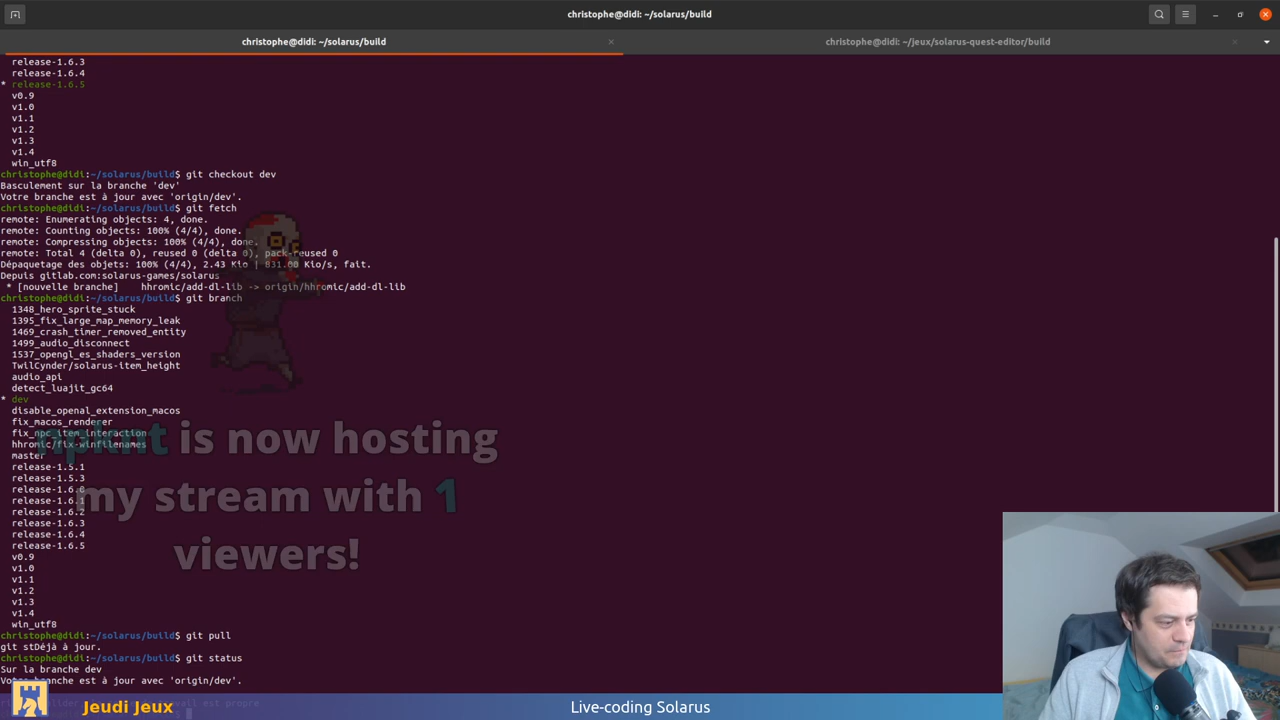 christophe@didi: ~/solarus/build
christophe@didi: ~/solarus/build
christophe@didi: ~/jeux/solarus-quest-editor/build
release-1.6.3
release-1.6.4
* release-1.6.5
v0.9
v1.0
v1.1
v1.2
v1.3
v1.4
win_utf8
christophe@didi:~/solarus/build$ git checkout dev
Basculement sur la branche 'dev'
Votre branche est à jour avec 'origin/dev'.
christophe@didi:~/solarus/build$ git fetch
remote: Enumerating objects: 4, done.
remote: Counting objects: 100% (4/4), done.
remote: Compressing objects: 100% (4/4), done.
remote: Total 4 (delta 0), reused 0 (delta 0), pack-reused 0
Dépaquetage des objets: 100% (4/4), 2.43 Kio | 831.00 Kio/s, fait.
Depuis gitlab.com:solarus-games/solarus
* [nouvelle branche] hhromic/add-dl-lib -> origin/hhromic/add-dl-lib
christophe@didi:~/solarus/build$ git branch
1348_hero_sprite_stuck
1395_fix_large_map_memory_leak
1469_crash_timer_removed_entity
1499_audio_disconnect
1537_opengl_es_shaders_version
TwilCynder/solarus-item_height
audio_api
detect_luajit_gc64
* dev
disable_openal_extension_macos
fix_macos_renderer
fix_npc_item_interaction
hhromic/fix-winfilenames
master
release-1.5.1
release-1.5.3
release-1.6.0
release-1.6.1
release-1.6.2
release-1.6.3
release-1.6.4
release-1.6.5
v0.9
v1.0
v1.1
v1.2
v1.3
v1.4
win_utf8
christophe@didi:~/solarus/build$ git pull
git stDéjà à jour.
christophe@didi:~/solarus/build$ git status
Sur la branche dev
Votre branche est à jour avec 'origin/dev'.
is now hosting
my stream with 1
viewers!
Jeudi Jeux
Live-coding Solarus